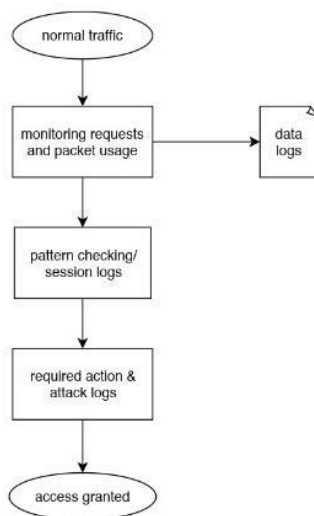 normal traffic
monitoring requests
and packet usage
data
logs
pattern checking/
session logs
required action &
attack logs
access granted